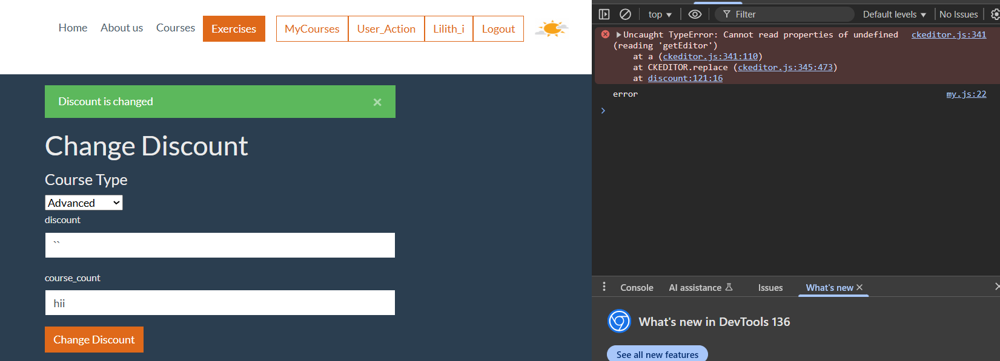 Home About us Courses Exercises MyCourses User_Action Lilith_i Logout
Discount is changed ×
Change Discount
Course Type
Advanced
discount
``
course_count
hii
Change Discount
top Filter Default levels No Issues
Uncaught TypeError: Cannot read properties of undefined ckeditor.js:341
(reading 'getEditor')
at a (ckeditor.js:341:110)
at CKEDITOR.replace (ckeditor.js:345:473)
at discount:121:16
error my.js:22
Console AI assistance Issues What's new
What's new in DevTools 136
See all new features